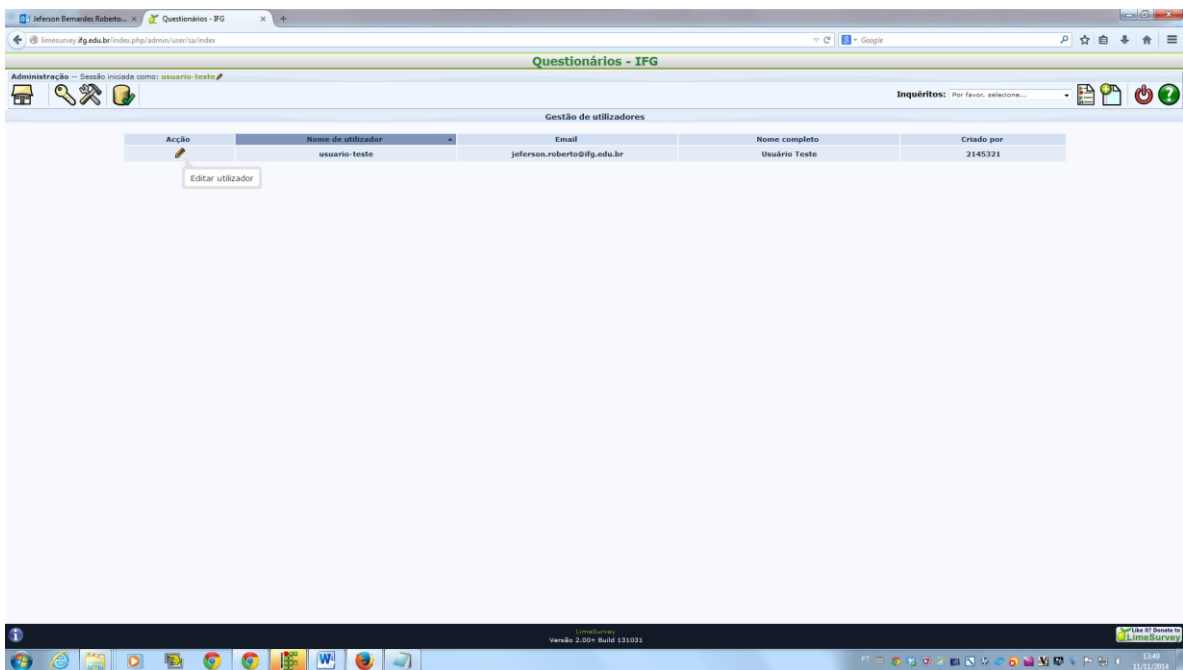 Jeferson Bernardes Roberto... × Questionários - IFG × +
limesurvey.ifg.edu.br/index.php/admin/user/sa/index Google
Questionários - IFG
Administração -- Sessão iniciada como: usuario-teste
Inquéritos: Por favor, selecione...
Gestão de utilizadores
Acção Nome de utilizador Email Nome completo Criado por
usuario-teste jeferson.roberto@ifg.edu.br Usuário Teste 2145321
Editar utilizador
LimeSurvey
Versão 2.00+ Build 131031
Like it? Donate to
LimeSurvey
PT 13:49
11/11/2014